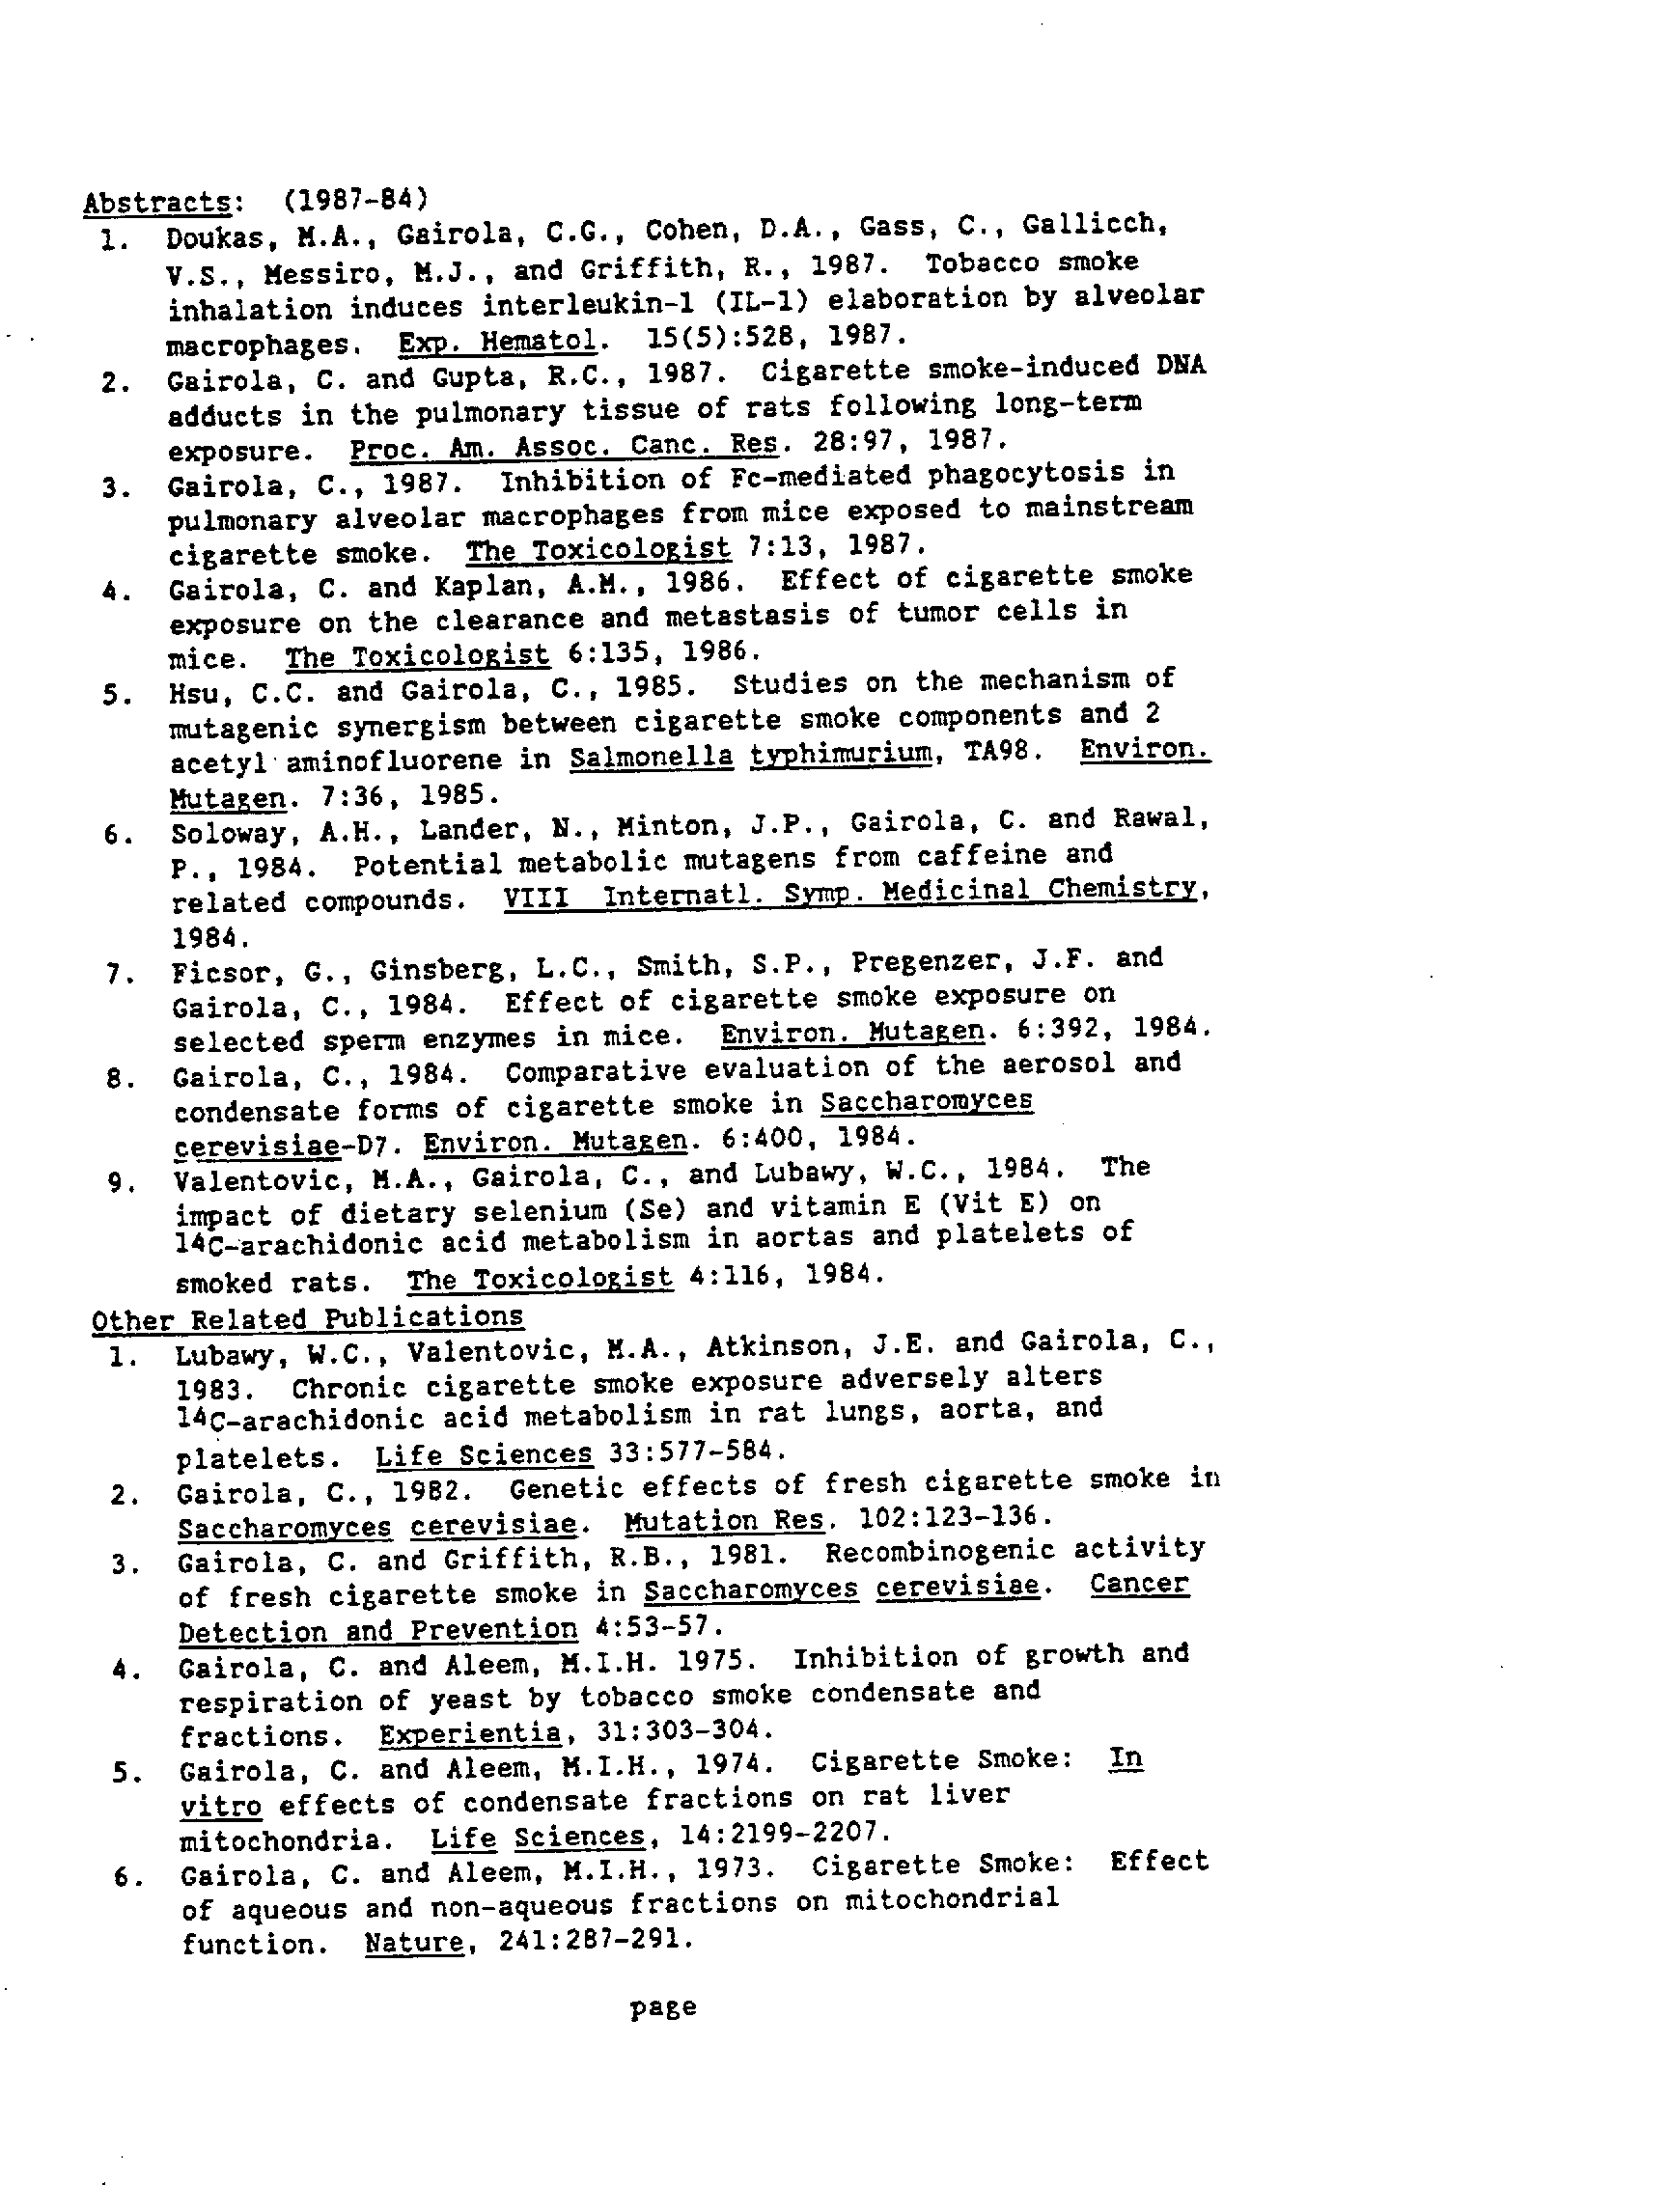 Abstracts: (1987-84)
1. Doukas, M.A., Gairola, C.G., Cohen, D.A., Gass, C., Gallicch,
V.S., Messiro, M.J., and Griffith, R., 1987. Tobacco smoke
inhalation induces interleukin-1 (IL-1) elaboration by alveolar
macrophages. Exp. Hematol. 15(5):528, 1987.
2. Gairola, C. and Gupta, R.C., 1987. Cigarette smoke-induced DNA
adducts in the pulmonary tissue of rats following long-term
exposure. Proc. Am. Assoc. Canc. Res. 28:97, 1987.
3. Gairola, C., 1987. Inhibition of Fc-mediated phagocytosis in
pulmonary alveolar macrophages from mice exposed to mainstream
cigarette smoke. The Toxicologist 7:13, 1987.
4. Gairola, C. and Kaplan, A.M., 1986. Effect of cigarette smoke
exposure on the clearance and metastasis of tumor cells in
mice. The Toxicologist 6:135, 1986.
5. Hsu, C.C. and Gairola, C., 1985. Studies on the mechanism of
mutagenic synergism between cigarette smoke components and 2
acetyl aminofluorene in Salmonella typhimurium, TA98. Environ.
Mutagen. 7:36, 1985.
6. Soloway, A.H., Lander, N., Minton, J.P., Gairola, C. and Rawal,
P., 1984. Potential metabolic mutagens from caffeine and
related compounds. VIII Internatl. Symp. Medicinal Chemistry,
1984.
7. Ficsor, G., Ginsberg, L.C., Smith, S.P., Pregenzer, J.F. and
Gairola, C., 1984. Effect of cigarette smoke exposure on
selected sperm enzymes in mice. Environ. Mutagen. 6:392, 1984.
8. Gairola, C., 1984. Comparative evaluation of the aerosol and
condensate forms of cigarette smoke in Saccharomyces
cerevisiae-D7. Environ. Mutagen. 6:400, 1984.
9. Valentovic, M.A., Gairola, C., and Lubawy, W.C., 1984. The
impact of dietary selenium (Se) and vitamin E (Vit E) on
14C-arachidonic acid metabolism in aortas and platelets of
smoked rats. The Toxicologist 4:116, 1984.
Other Related Publications
1. Lubawy, W.C., Valentovic, M.A., Atkinson, J.E. and Gairola, C.,
1983. Chronic cigarette smoke exposure adversely alters
14C-arachidonic acid metabolism in rat lungs, aorta, and
platelets. Life Sciences 33:577-584.
2. Gairola, C., 1982. Genetic effects of fresh cigarette smoke in
Saccharomyces cerevisiae. Mutation Res. 102:123-136.
3. Gairola, C. and Griffith, R.B., 1981. Recombinogenic activity
of fresh cigarette smoke in Saccharomyces cerevisiae. Cancer
Detection and Prevention 4:53-57.
4. Gairola, C. and Aleem, M.I.H. 1975. Inhibition of growth and
respiration of yeast by tobacco smoke condensate and
fractions. Experientia, 31:303-304.
5. Gairola, C. and Aleem, M.I.H., 1974. Cigarette Smoke: In
vitro effects of condensate fractions on rat liver
mitochondria. Life Sciences, 14:2199-2207.
6. Gairola, C. and Aleem, M.I.H., 1973. Cigarette Smoke: Effect
of aqueous and non-aqueous fractions on mitochondrial
function. Nature, 241:287-291.
page